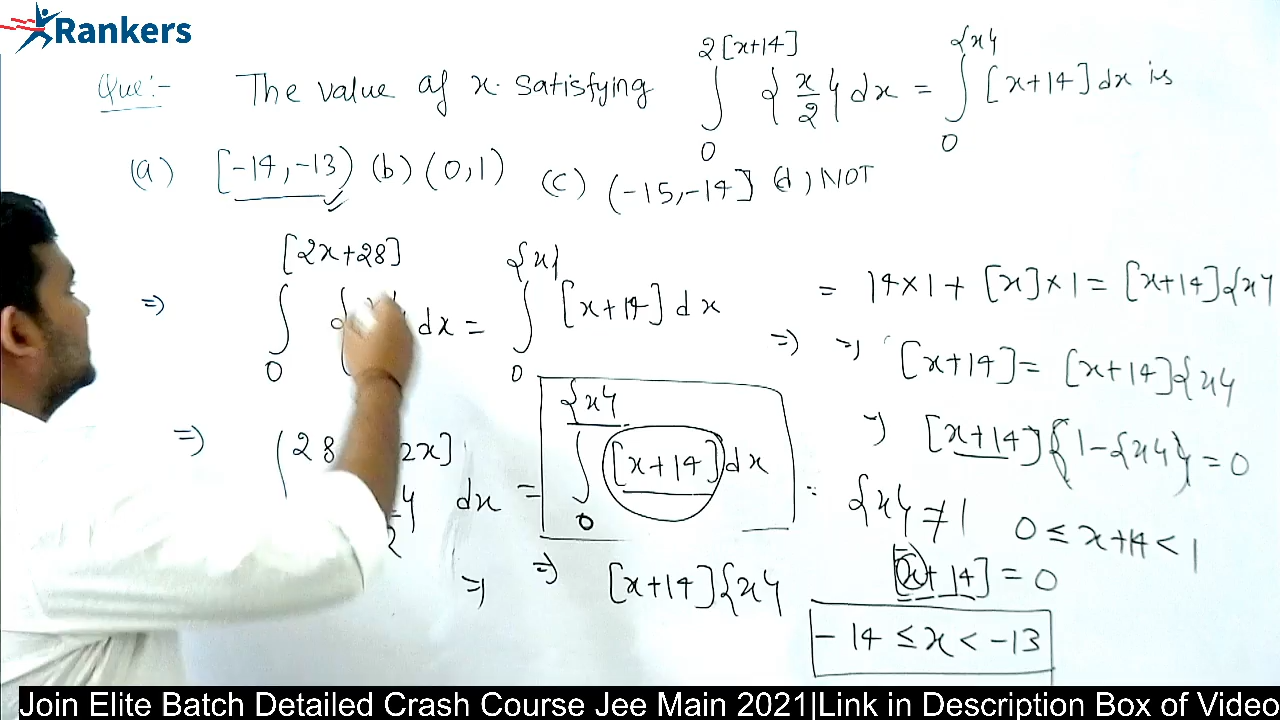 Rankers
Que:- The value of x satisfying ∫₀^{2[x+14]} {x/2} dx = ∫₀^{{x}} [x+14] dx is
(a) [-14,-13) (b) (0,1) (c) (-15,-14] (d) NOT
⇒ ∫₀^{[2x+28]} dx = ∫₀^{{x}} [x+14] dx
⇒ 28 2x] dx = ∫₀^{{x}} [x+14] dx
⇒ ⇒ [x+14]{x}
= 14×1 + [x]×1 = [x+14]{x}
⇒ ⇒ [x+14] = [x+14]{x}
⇒ [x+14]{1-{x}} = 0
∵ {x} ≠ 1 0 ≤ x+14 < 1
[x+14] = 0
-14 ≤ x < -13
Join Elite Batch Detailed Crash Course Jee Main 2021|Link in Description Box of Video